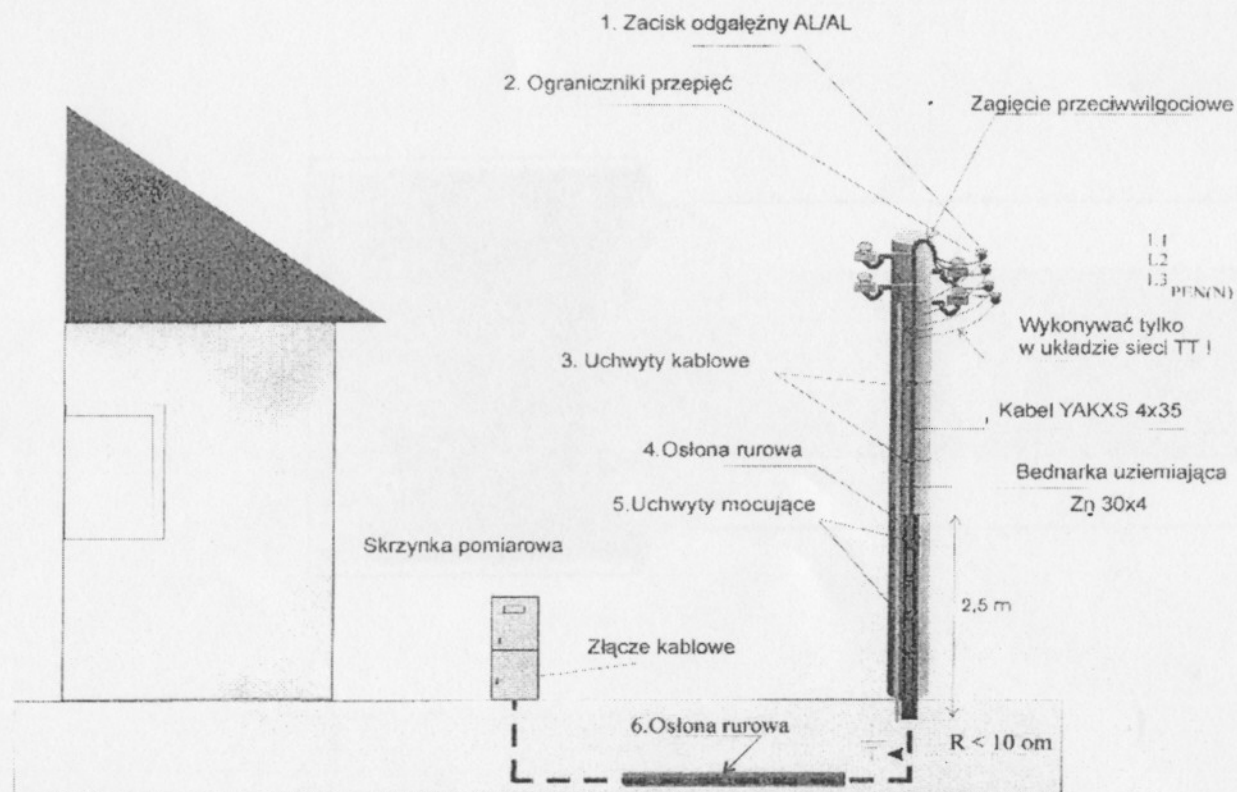 1. Zacisk odgałęźny AL/AL
2. Ograniczniki przepięć
Zagięcie przeciwwilgociowe
L1
L2
L3
PEN(N)
Wykonywać tylko
w układzie sieci TT !
3. Uchwyty kablowe
Kabel YAKXS 4x35
4.Osłona rurowa
Bednarka uziemiająca
Zn 30x4
5.Uchwyty mocujące
Skrzynka pomiarowa
2,5 m
Złącze kablowe
6.Osłona rurowa
R < 10 om